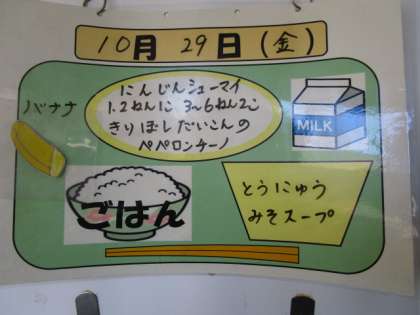 10月 29日(金)
バナナ
にんじんシューマイ
1.2ねん1こ 3~6ねん2こ
きりぼしだいこんの
ペペロンチーノ
MILK
ごはん
とうにゅう
みそスープ